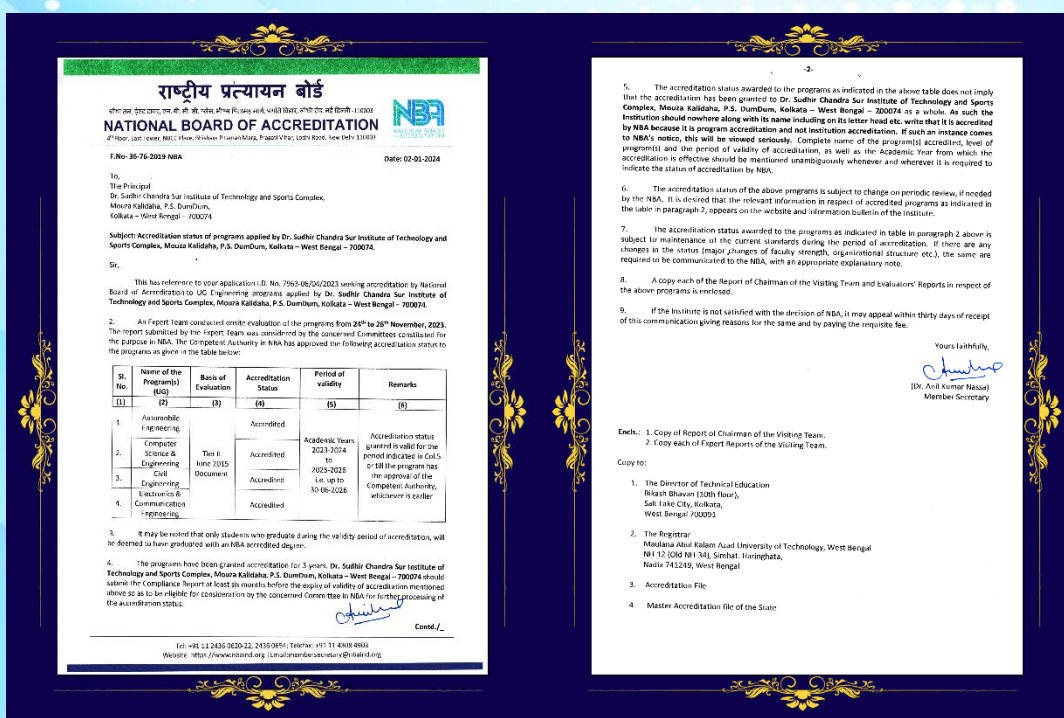 राष्ट्रीय प्रत्यायन बोर्ड
NATIONAL BOARD OF ACCREDITATION
4th Floor, East Tower, NBCC Place, Bhisham Pitamah Marg, Pragati Vihar, Lodhi Road, New Delhi 110003
NBA
NATIONAL BOARD
OF ACCREDITATION
F.No- 36-76-2019-NBA
Date: 02-01-2024
To,
The Principal
Dr. Sudhir Chandra Sur Institute of Technology and Sports Complex,
Mouza Kalidaha, P.S. DumDum,
Kolkata – West Bengal – 700074
Subject: Accreditation status of programs applied by Dr. Sudhir Chandra Sur Institute of Technology and
Sports Complex, Mouza Kalidaha, P.S. DumDum, Kolkata – West Bengal – 700074.
Sir,
This has reference to your application I.D. No. 7963-06/04/2023 seeking accreditation by National
Board of Accreditation to UG Engineering programs applied by Dr. Sudhir Chandra Sur Institute of
Technology and Sports Complex, Mouza Kalidaha, P.S. DumDum, Kolkata – West Bengal – 700074.
2. An Expert Team conducted onsite evaluation of the programs from 24th to 26th November, 2023.
The report submitted by the Expert Team was considered by the concerned Committees constituted for
the purpose in NBA. The Competent Authority in NBA has approved the following accreditation status to
the programs as given in the table below:
Sl. No. Name of the Program(s) (UG) Basis of Evaluation Accreditation Status Period of validity Remarks
(1) (2) (3) (4) (5) (6)
1. Automobile Engineering Accredited
2. Computer Science & Engineering Accredited
3. Civil Engineering Accredited
4. Electronics & Communication Engineering Accredited
Tier II June 2015 Document
Academic Years 2023-2024 to 2025-2026 i.e. up to 30-06-2026
Accreditation status granted is valid for the period indicated in Col.5 or till the program has the approval of the Competent Authority, whichever is earlier
3. It may be noted that only students who graduate during the validity period of accreditation, will
be deemed to have graduated with an NBA accredited degree.
4. The programs have been granted accreditation for 3 years. Dr. Sudhir Chandra Sur Institute of
Technology and Sports Complex, Mouza Kalidaha, P.S. DumDum, Kolkata – West Bengal – 700074 should
submit the Compliance Report at least six months before the expiry of validity of accreditation mentioned
above so as to be eligible for consideration by the concerned Committee in NBA for further processing of
the accreditation status.
Contd./_
Tel: +91 11 2436 0620-22, 2436 0654; Telefax: +91 11 4308 4903
Website: https://www.nbaind.org |Email:membersecretary@nbaind.org
-2-
5. The accreditation status awarded to the programs as indicated in the above table does not imply
that the accreditation has been granted to Dr. Sudhir Chandra Sur Institute of Technology and Sports
Complex, Mouza Kalidaha, P.S. DumDum, Kolkata – West Bengal – 700074 as a whole. As such the
Institution should nowhere along with its name including on its letter head etc. write that it is accredited
by NBA because it is program accreditation and not Institution accreditation. If such an instance comes
to NBA's notice, this will be viewed seriously. Complete name of the program(s) accredited, level of
program(s) and the period of validity of accreditation, as well as the Academic Year from which the
accreditation is effective should be mentioned unambiguously whenever and wherever it is required to
indicate the status of accreditation by NBA.
6. The accreditation status of the above programs is subject to change on periodic review, if needed
by the NBA. It is desired that the relevant information in respect of accredited programs as indicated in
the table in paragraph 2, appears on the website and information bulletin of the Institute.
7. The accreditation status awarded to the programs as indicated in table in paragraph 2 above is
subject to maintenance of the current standards during the period of accreditation. If there are any
changes in the status (major changes of faculty strength, organizational structure etc.), the same are
required to be communicated to the NBA, with an appropriate explanatory note.
8. A copy each of the Report of Chairman of the Visiting Team and Evaluators' Reports in respect of
the above programs is enclosed.
9. If the Institute is not satisfied with the decision of NBA, it may appeal within thirty days of receipt
of this communication giving reasons for the same and by paying the requisite fee.
Yours faithfully,
(Dr. Anil Kumar Nassa)
Member Secretary
Encls.: 1. Copy of Report of Chairman of the Visiting Team.
2. Copy each of Expert Reports of the Visiting Team.
Copy to:
1. The Director of Technical Education
Bikash Bhavan (10th floor),
Salt Lake City, Kolkata,
West Bengal 700091
2. The Registrar
Maulana Abul Kalam Azad University of Technology, West Bengal
NH-12 (Old NH-34), Simhat. Haringhata,
Nadia 741249, West Bengal
3. Accreditation File
4. Master Accreditation file of the State